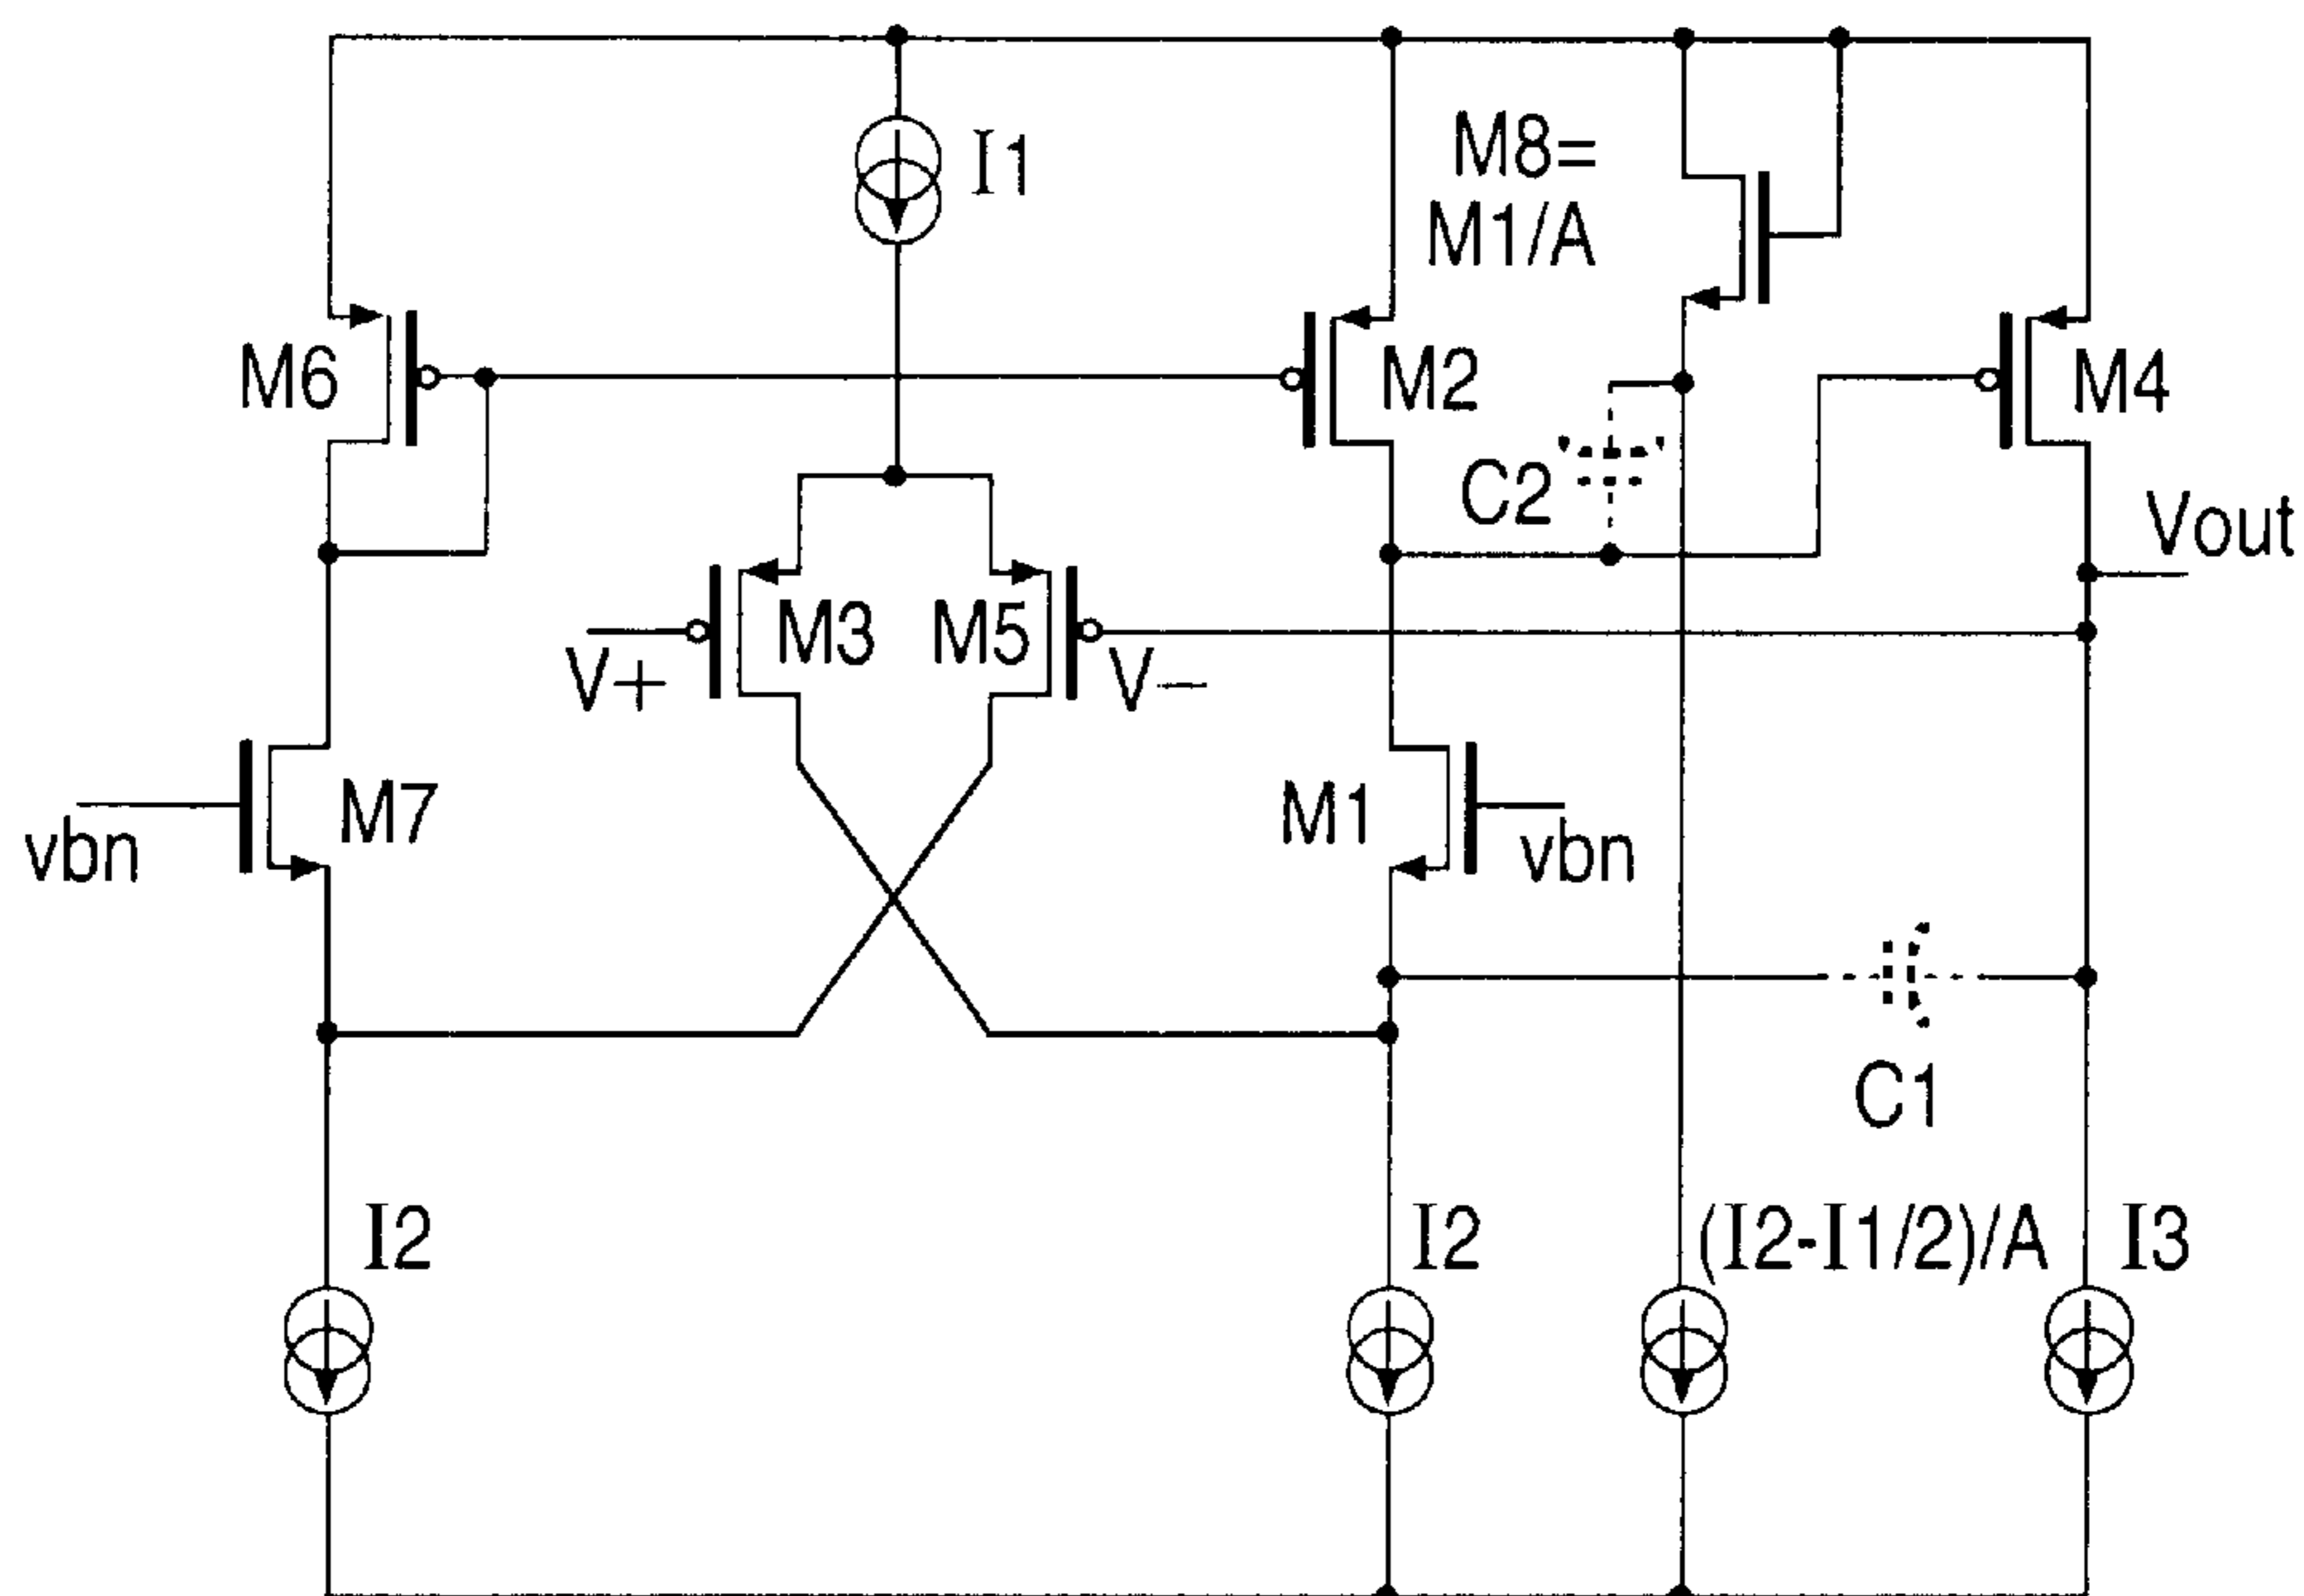 I1
M8=
M1/A
M6
M2
M4
C2
Vout
M3
M5
V+
V−
M7
M1
vbn
vbn
C1
I2
I2
(I2-I1/2)/A
I3